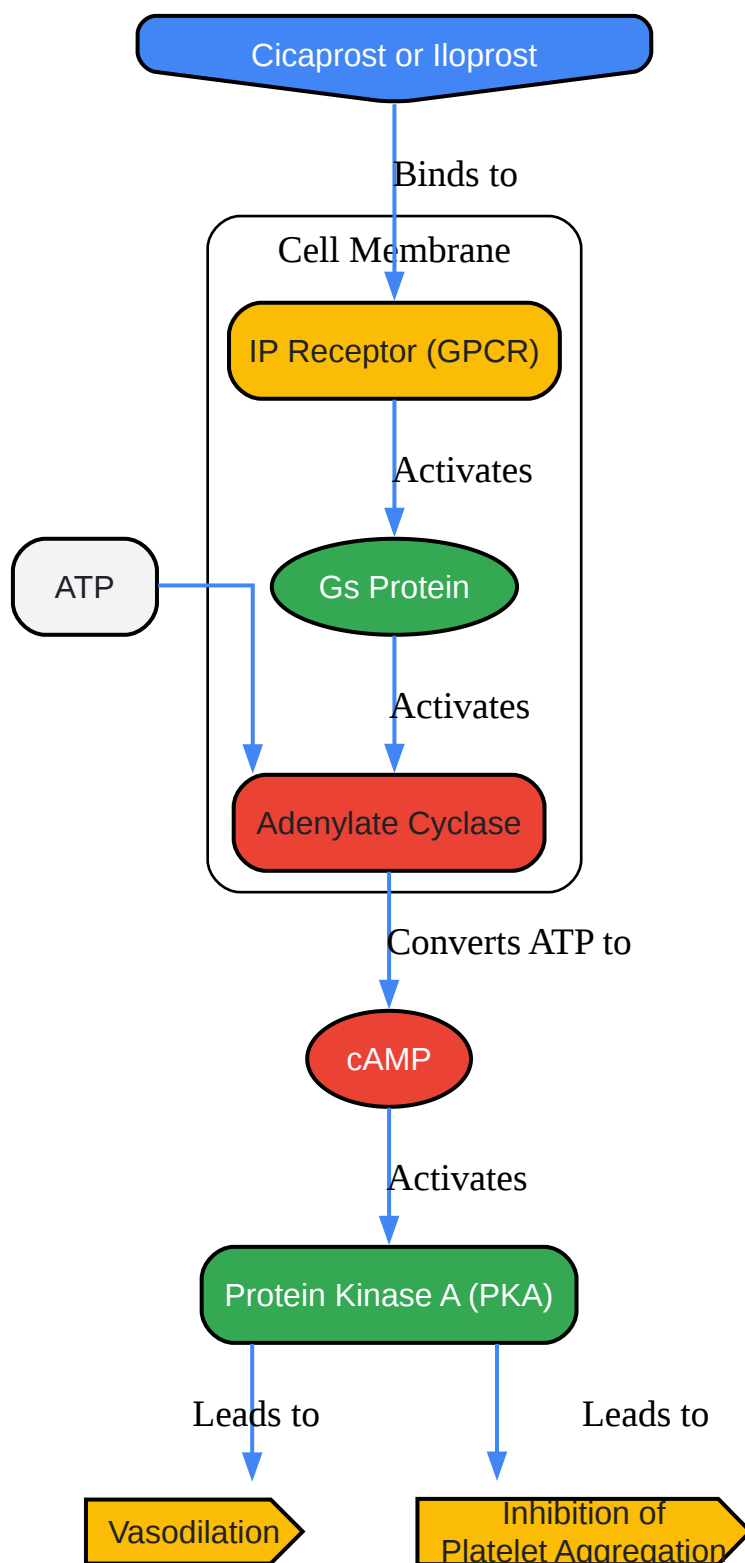 Cicaprost or Iloprost
Binds to
Cell Membrane
IP Receptor (GPCR)
Activates
ATP
Gs Protein
Activates
Adenylate Cyclase
Converts ATP to
cAMP
Activates
Protein Kinase A (PKA)
Leads to
Leads to
Vasodilation
Inhibition of
Platelet Aggregation